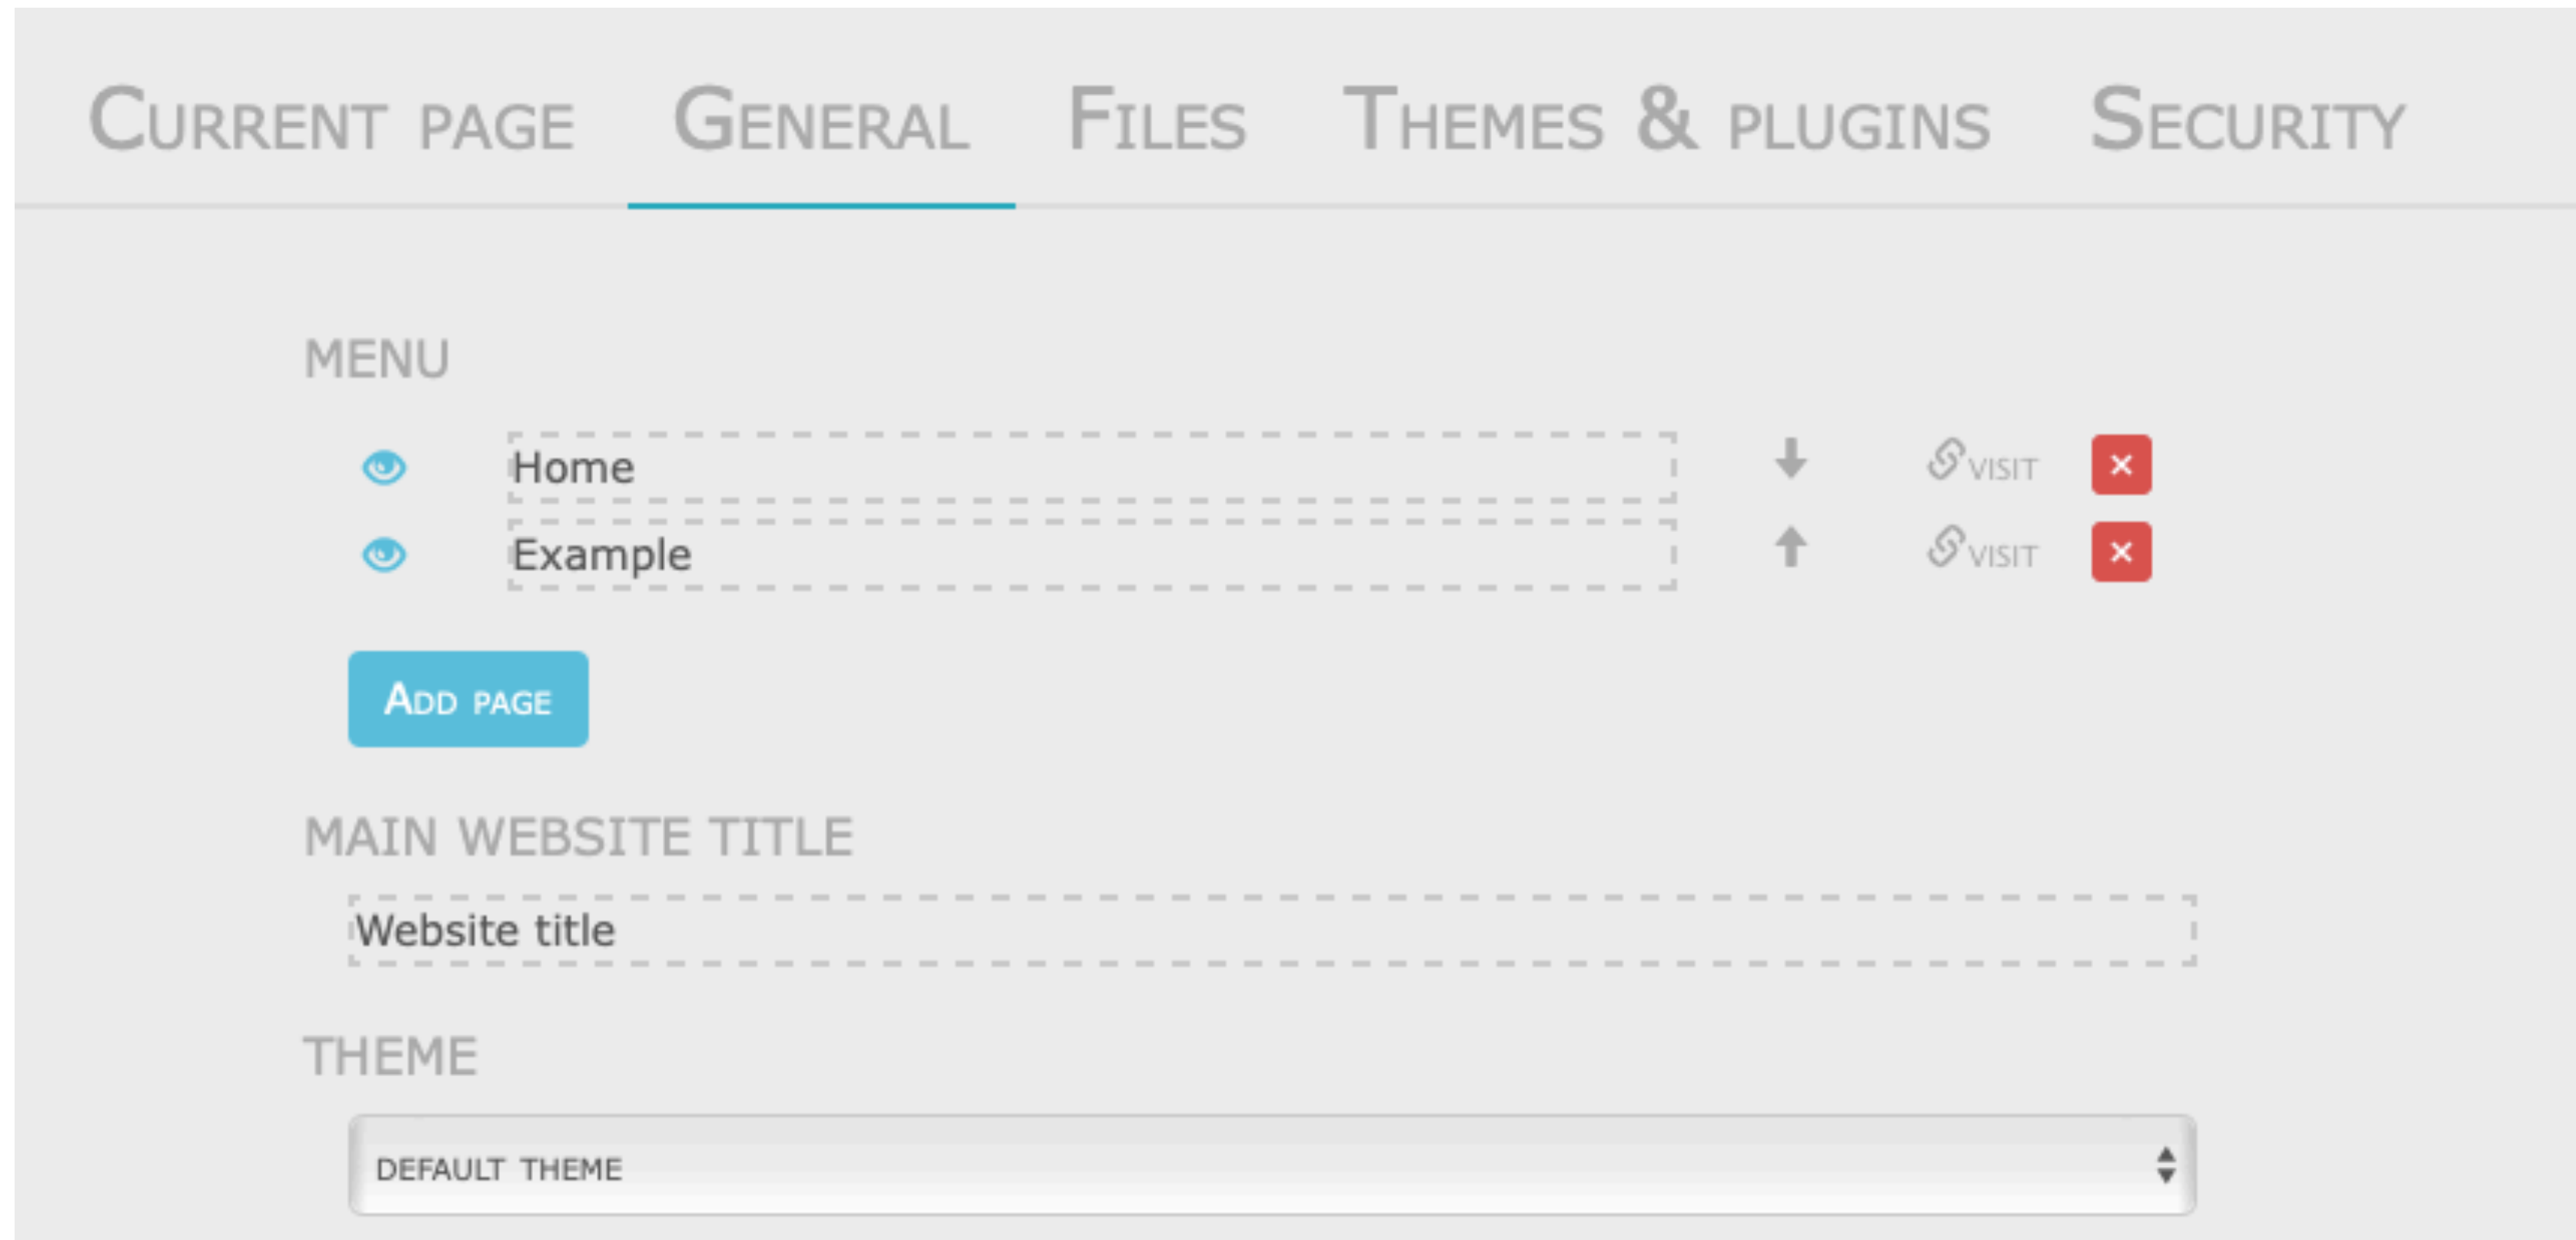 Current page General Files Themes & plugins Security
MENU
Home visit
Example visit
Add page
MAIN WEBSITE TITLE
Website title
THEME
default theme